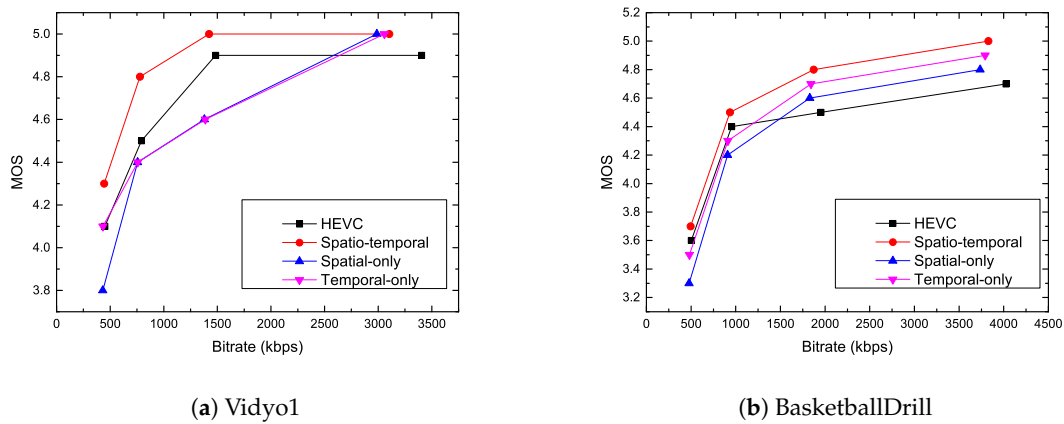 5.0
4.8
4.6
4.4
4.2
4.0
3.8
MOS
HEVC
Spatio-temporal
Spatial-only
Temporal-only
0 500 1000 1500 2000 2500 3000 3500
Bitrate (kbps)
(a) Vidyo1
5.2
5.0
4.8
4.6
4.4
4.2
4.0
3.8
3.6
3.4
3.2
MOS
HEVC
Spatio-temporal
Spatial-only
Temporal-only
0 500 1000 1500 2000 2500 3000 3500 4000 4500
Bitrate (kbps)
(b) BasketballDrill